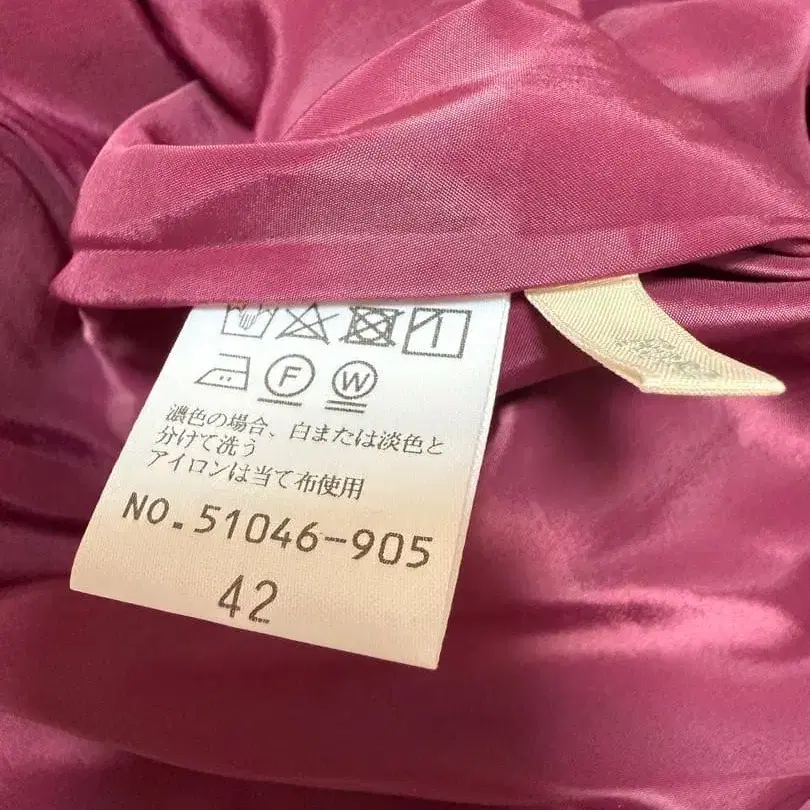 F W
濃色の場合、白または淡色と
分けて洗う
アイロンは当て布使用
NO.51046-905
42